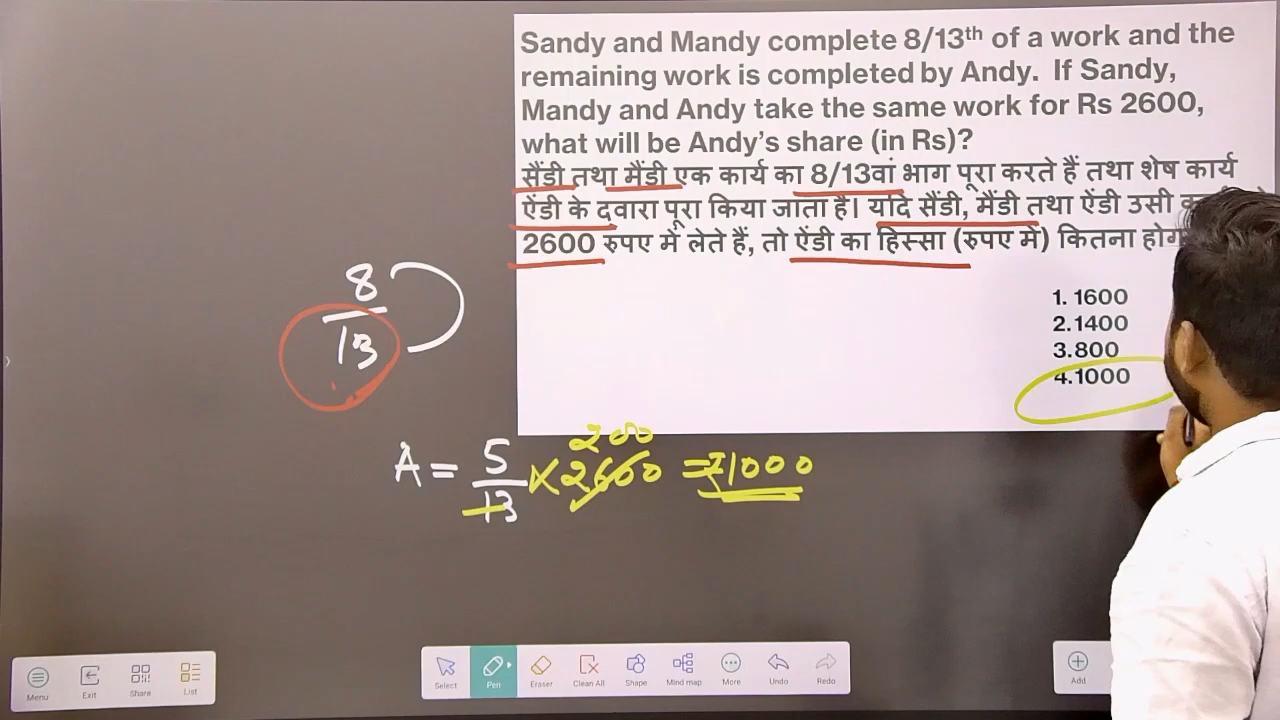 Sandy and Mandy complete 8/13th of a work and the
remaining work is completed by Andy. If Sandy,
Mandy and Andy take the same work for Rs 2600,
what will be Andy's share (in Rs)?
सैंडी तथा मैंडी एक कार्य का 8/13वां भाग पूरा करते हैं तथा शेष कार्य
ऐंडी के दवारा पूरा किया जाता है। यदि सैंडी, मैंडी तथा ऐंडी उसी
2600 रुपए में लेते हैं, तो ऐंडी का हिस्सा (रुपए में) कितना
1. 1600
2.1400
3.800
4.1000
8
13
200
A = 5/13 × 2600 = ₹1000
Menu
Exit
Share
List
Select
Pen
Eraser
Clean All
Shape
Mind map
More
Undo
Redo
Add